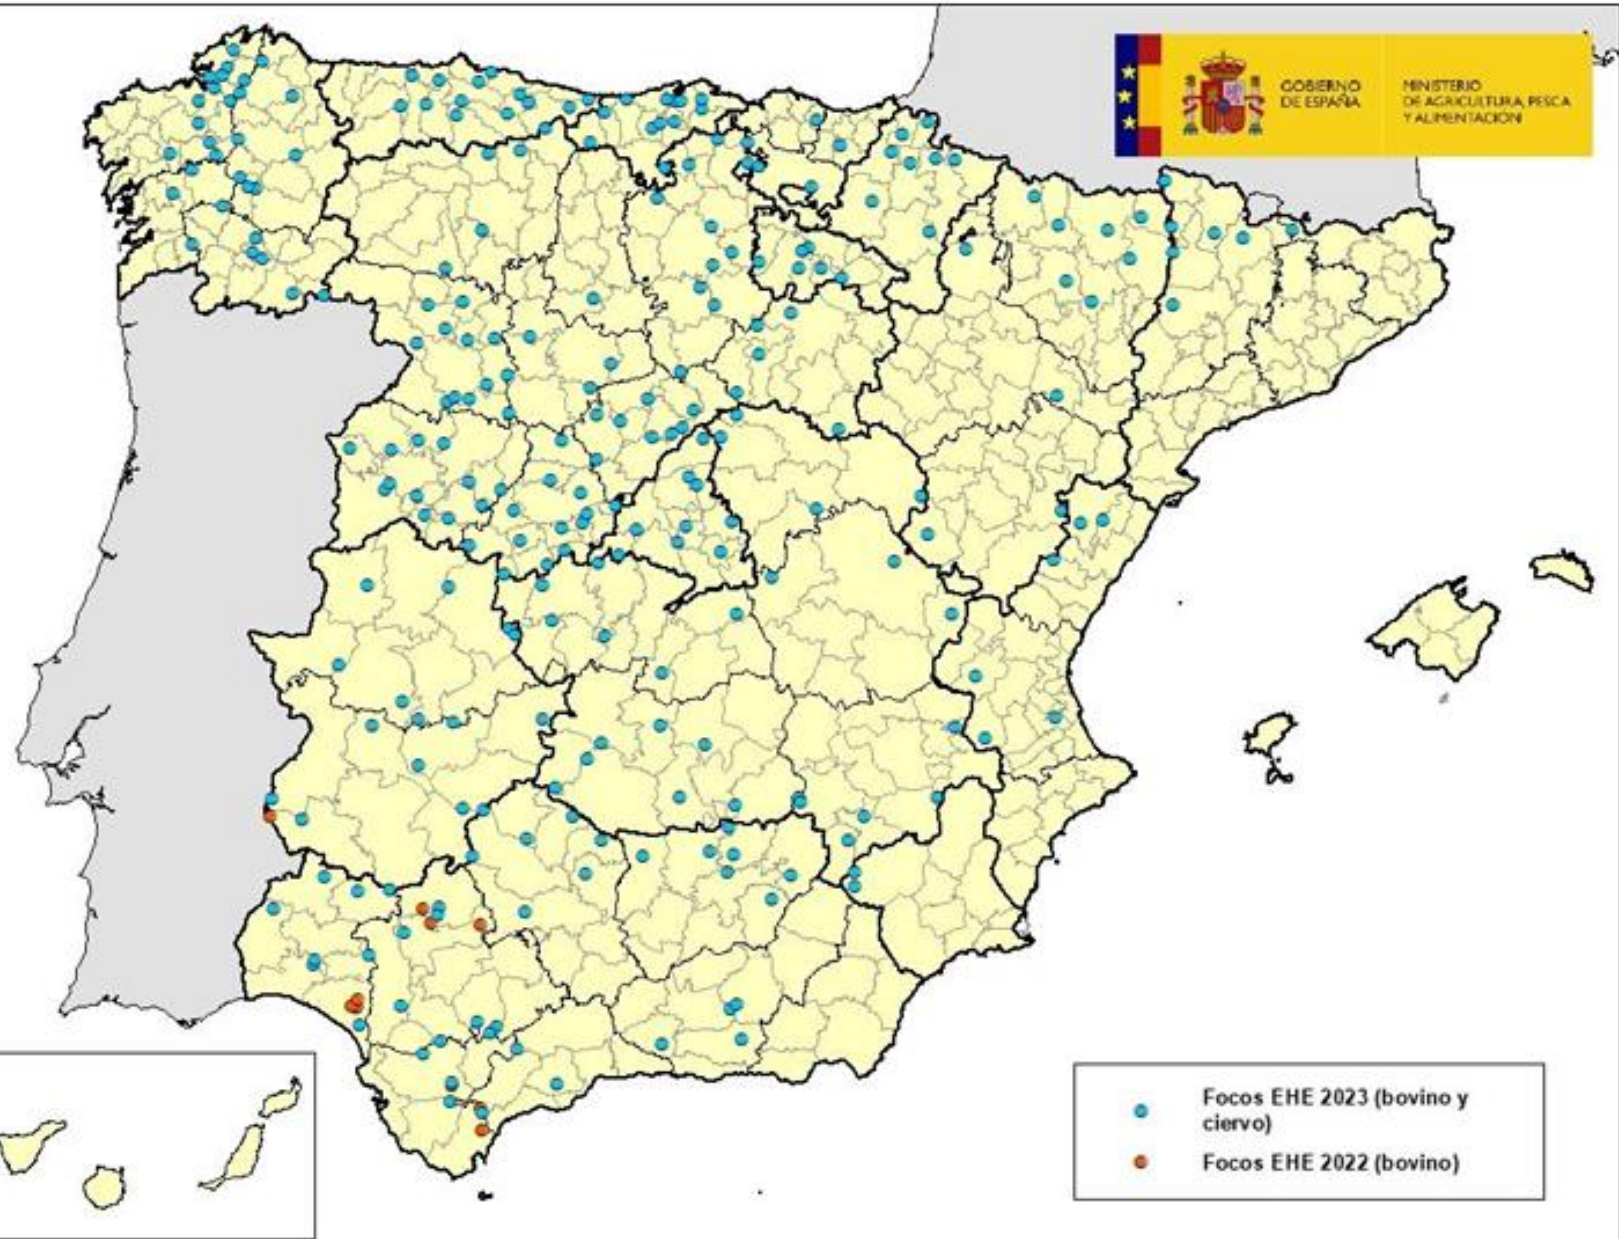 GOBIERNO
DE ESPAÑA
MINISTERIO
DE AGRICULTURA, PESCA
Y ALIMENTACIÓN
Focos EHE 2023 (bovino y
ciervo)
Focos EHE 2022 (bovino)